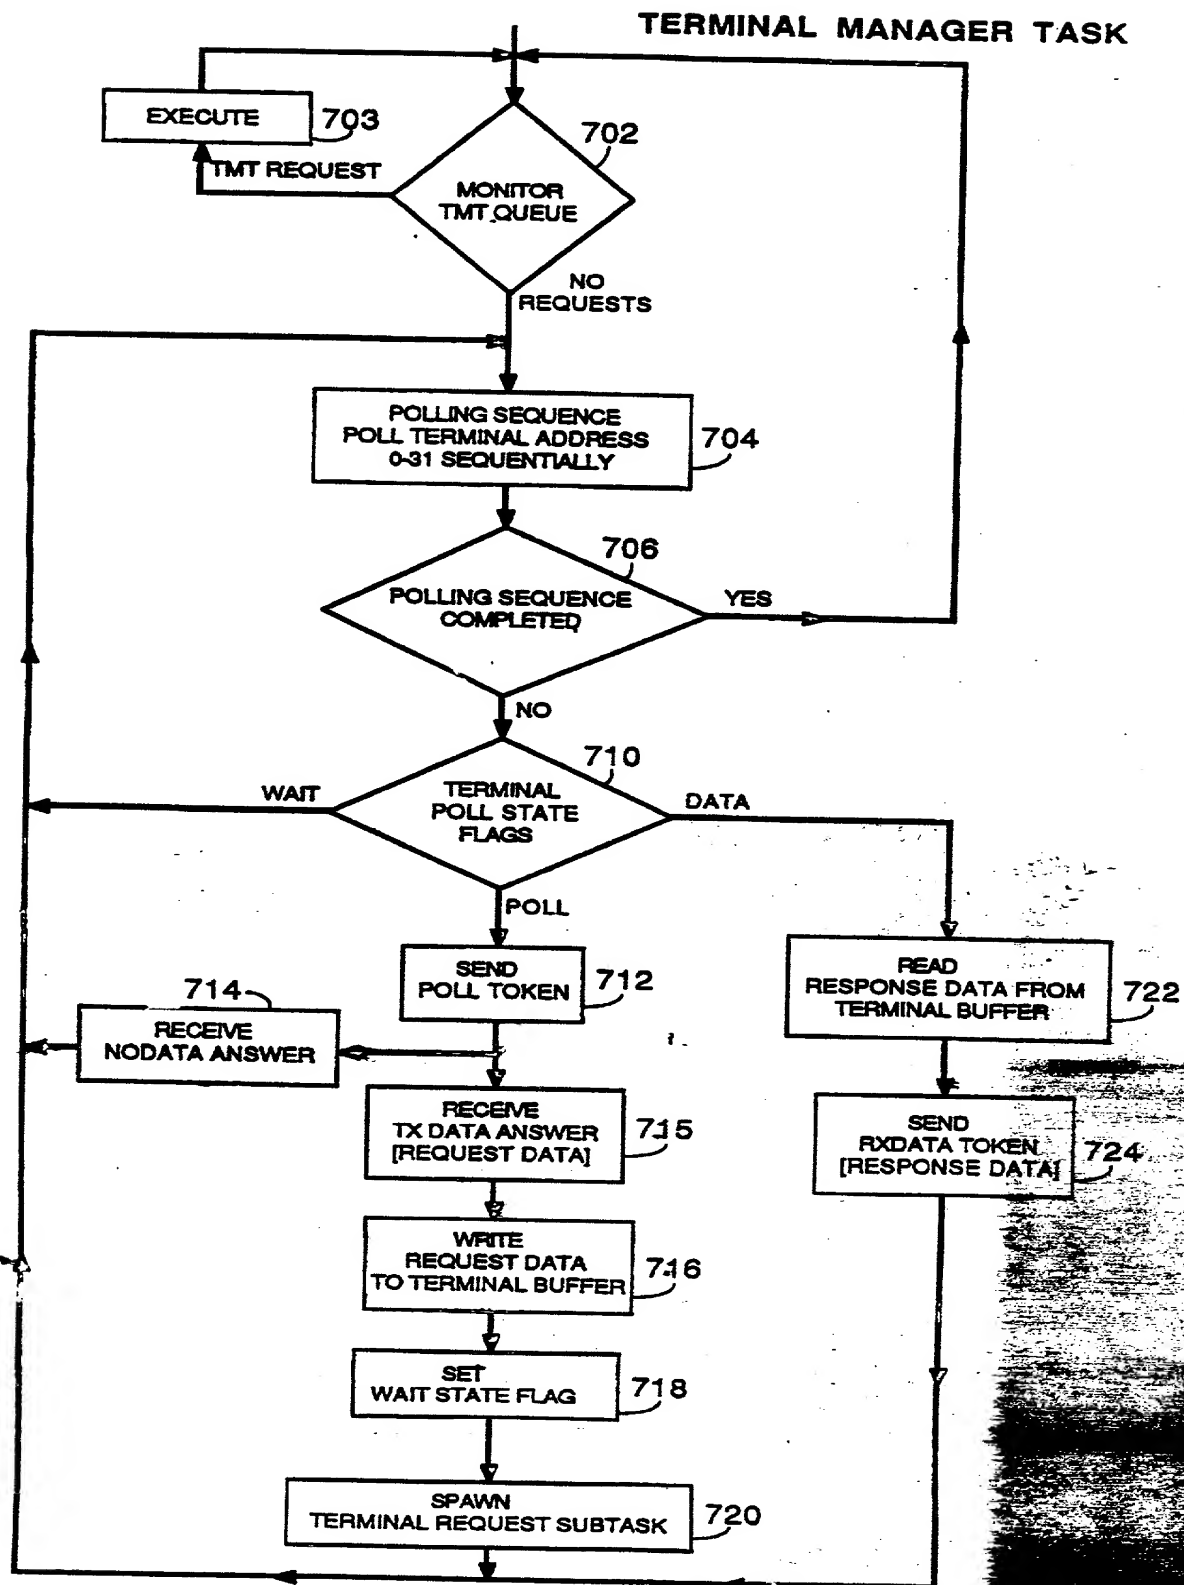 TERMINAL MANAGER TASK
EXECUTE
703
702
TMT REQUEST
MONITOR
TMT QUEUE
NO
REQUESTS
POLLING SEQUENCE
POLL TERMINAL ADDRESS
0-31 SEQUENTIALLY
704
706
POLLING SEQUENCE
COMPLETED
YES
NO
710
WAIT
TERMINAL
POLL STATE
FLAGS
DATA
POLL
SEND
POLL TOKEN
712
READ
RESPONSE DATA FROM
TERMINAL BUFFER
722
714
RECEIVE
NODATA ANSWER
RECEIVE
TX DATA ANSWER
[REQUEST DATA]
715
SEND
RXDATA TOKEN
[RESPONSE DATA]
724
WRITE
REQUEST DATA
TO TERMINAL BUFFER
716
SET
WAIT STATE FLAG
718
SPAWN
TERMINAL REQUEST SUBTASK
720